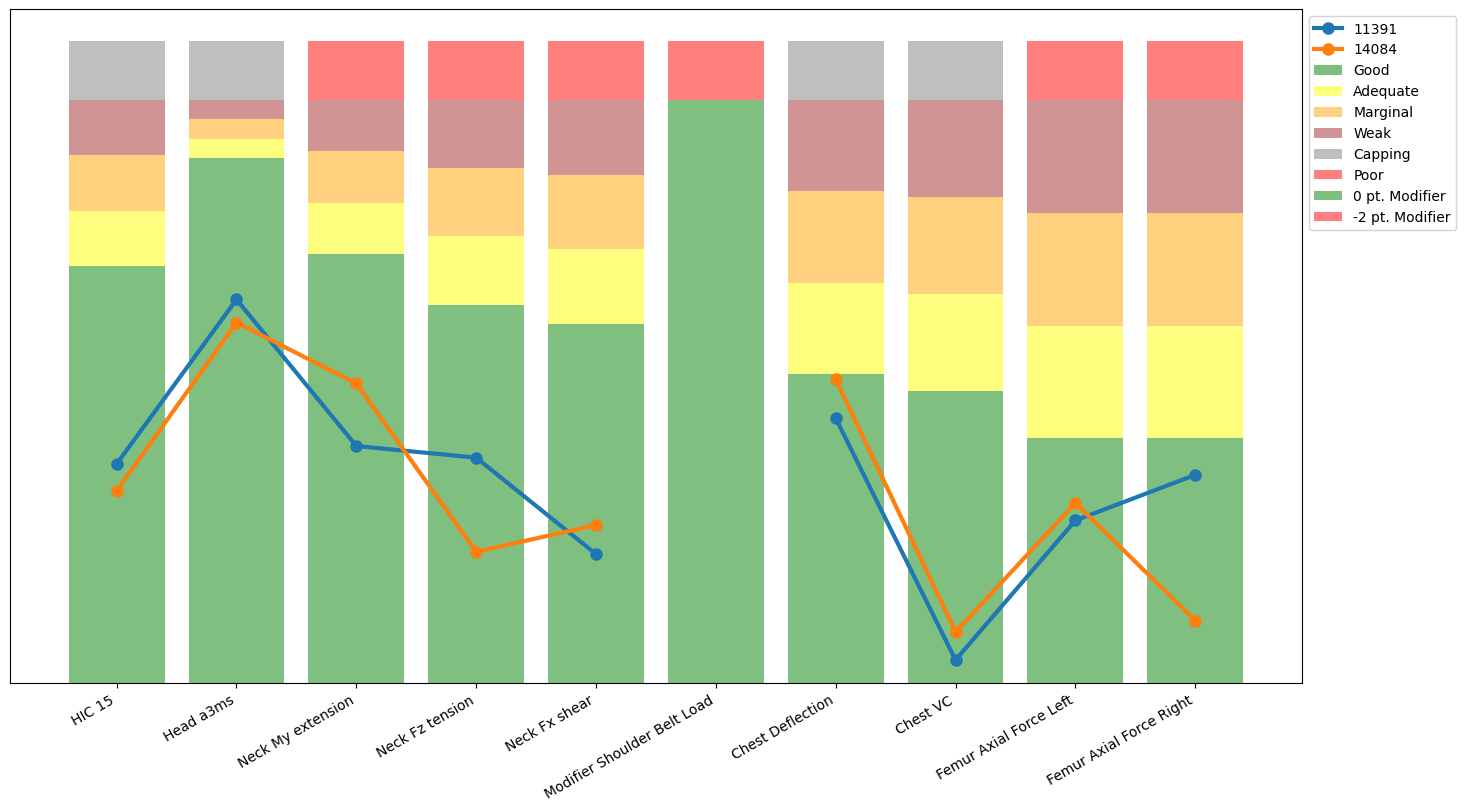 11391
14084
Good
Adequate
Marginal
Weak
Capping
Poor
0 pt. Modifier
-2 pt. Modifier
HIC 15
Head a3ms
Neck My extension
Neck Fz tension
Neck Fx shear
Modifier Shoulder Belt Load
Chest Deflection
Chest VC
Femur Axial Force Left
Femur Axial Force Right